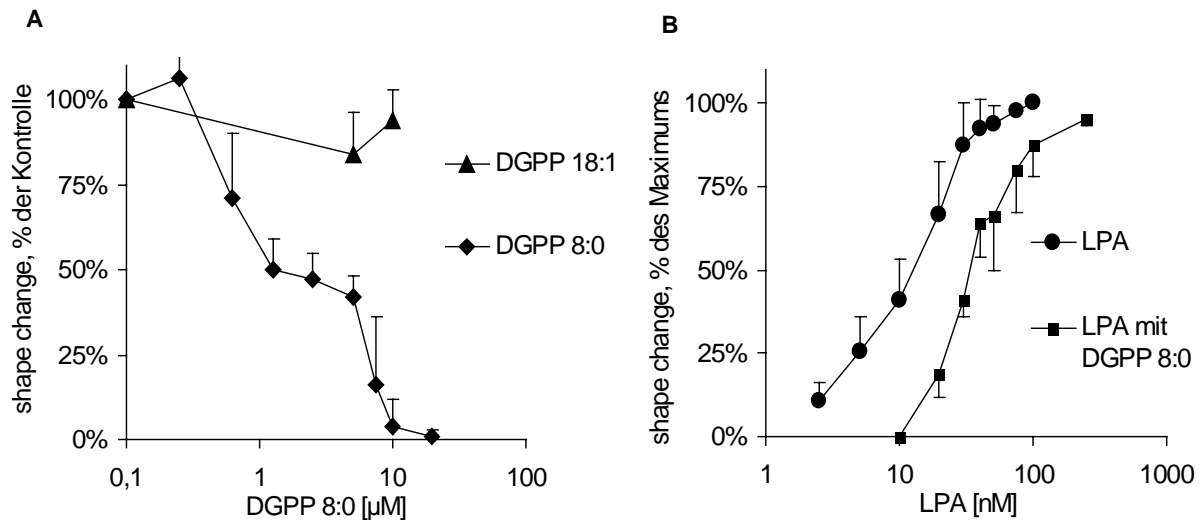 A
shape change, % der Kontrolle
100%
75%
50%
25%
0%
0,1
1
10
100
DGPP 8:0 [µM]
DGPP 18:1
DGPP 8:0
B
shape change, % des Maximums
100%
75%
50%
25%
0%
1
10
100
1000
LPA [nM]
LPA
LPA mit
DGPP 8:0